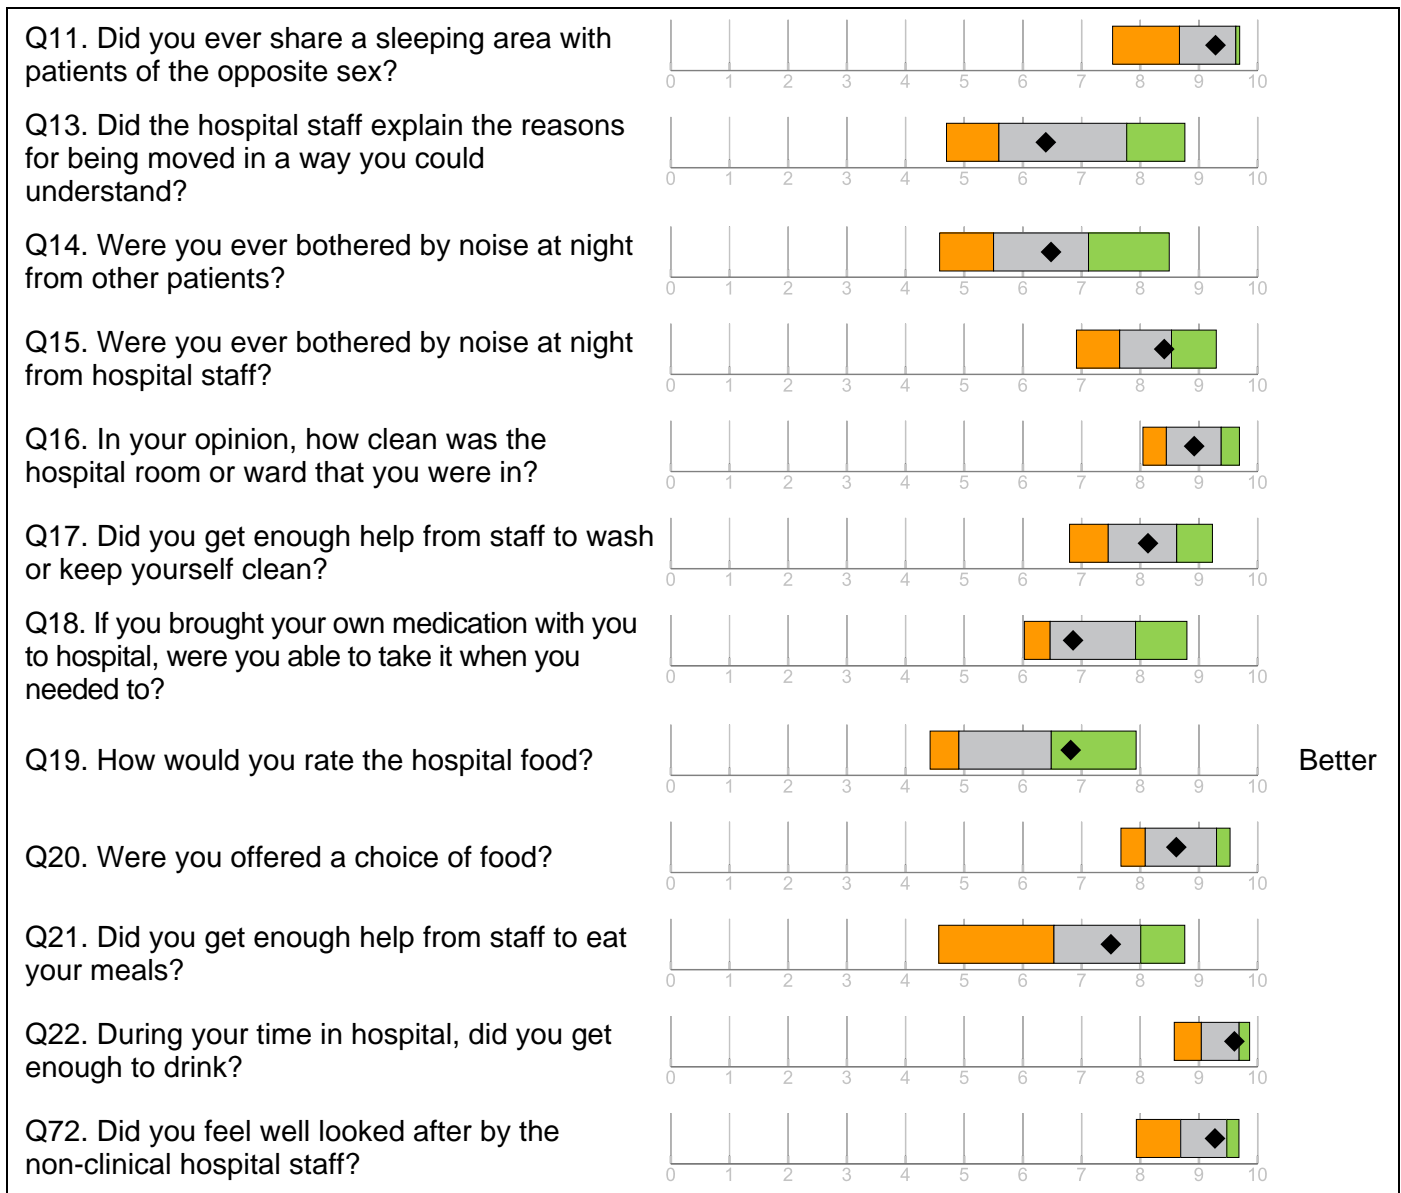 Q11. Did you ever share a sleeping area with
patients of the opposite sex?
0 1 2 3 4 5 6 7 8 9 10
Q13. Did the hospital staff explain the reasons
for being moved in a way you could
understand?
0 1 2 3 4 5 6 7 8 9 10
Q14. Were you ever bothered by noise at night
from other patients?
0 1 2 3 4 5 6 7 8 9 10
Q15. Were you ever bothered by noise at night
from hospital staff?
0 1 2 3 4 5 6 7 8 9 10
Q16. In your opinion, how clean was the
hospital room or ward that you were in?
0 1 2 3 4 5 6 7 8 9 10
Q17. Did you get enough help from staff to wash
or keep yourself clean?
0 1 2 3 4 5 6 7 8 9 10
Q18. If you brought your own medication with you
to hospital, were you able to take it when you
needed to?
0 1 2 3 4 5 6 7 8 9 10
Q19. How would you rate the hospital food? Better
0 1 2 3 4 5 6 7 8 9 10
Q20. Were you offered a choice of food?
0 1 2 3 4 5 6 7 8 9 10
Q21. Did you get enough help from staff to eat
your meals?
0 1 2 3 4 5 6 7 8 9 10
Q22. During your time in hospital, did you get
enough to drink?
0 1 2 3 4 5 6 7 8 9 10
Q72. Did you feel well looked after by the
non-clinical hospital staff?
0 1 2 3 4 5 6 7 8 9 10